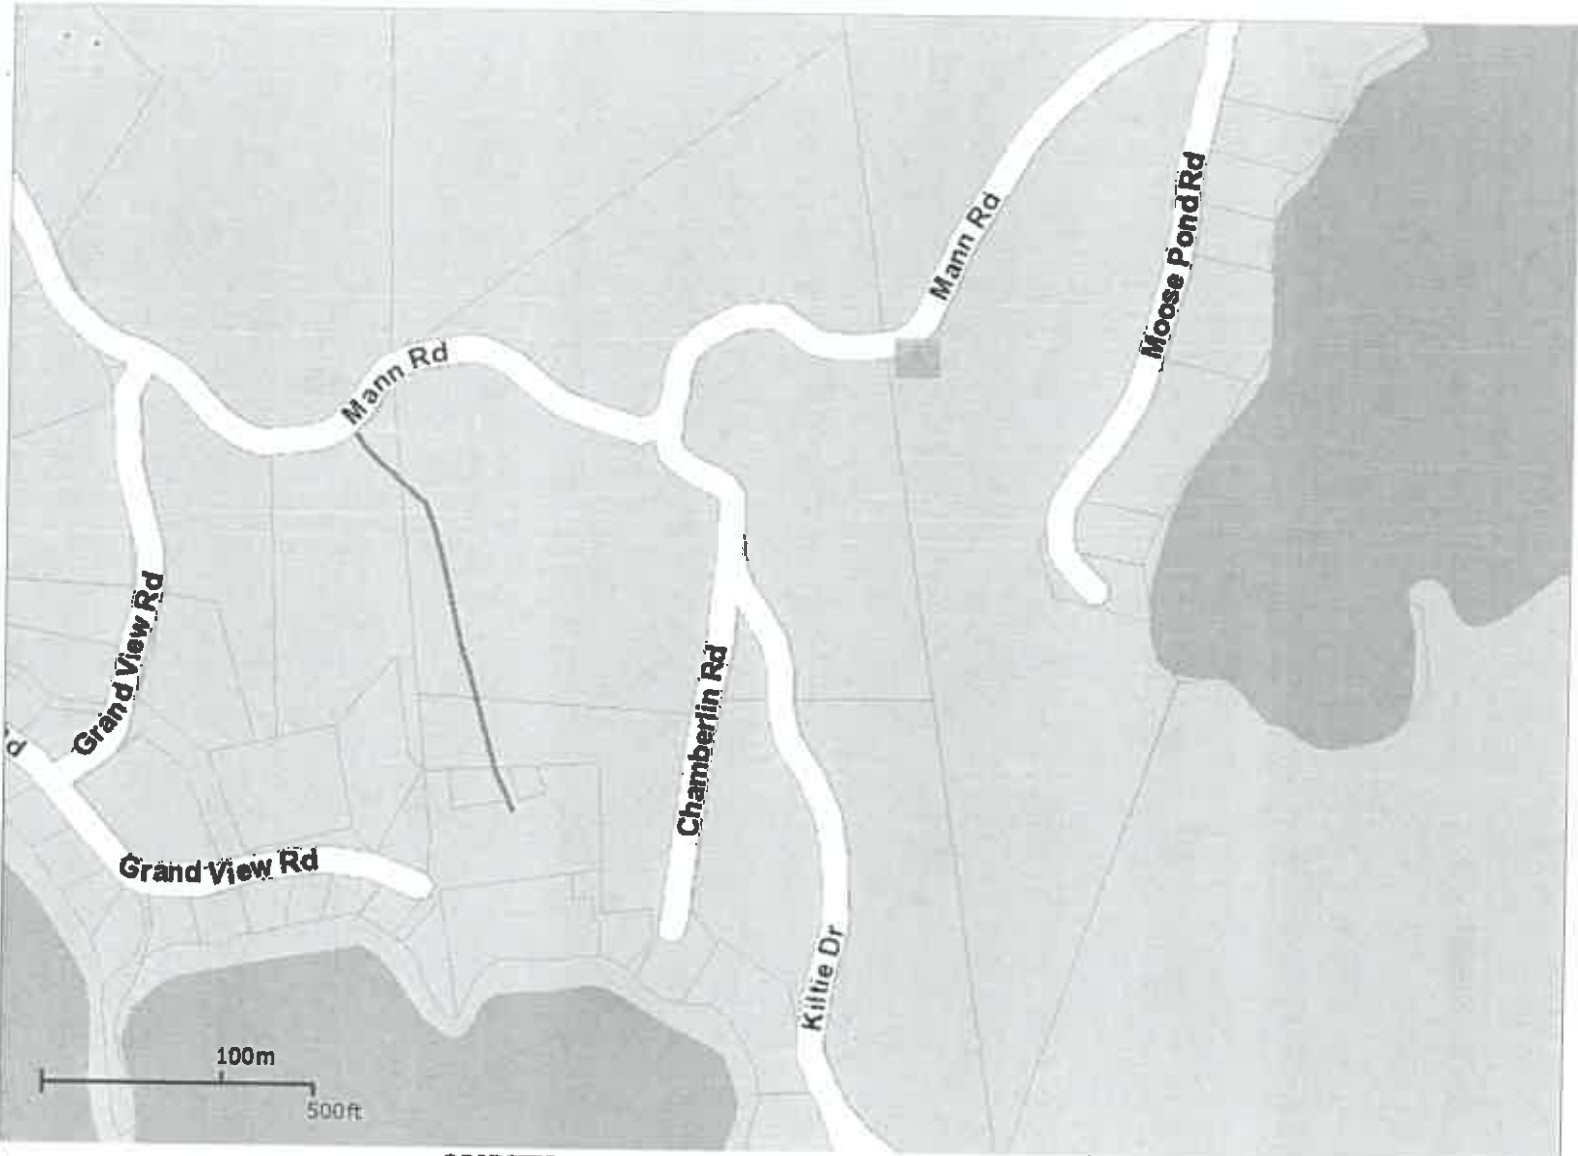 Mann Rd
Moose Pond Rd
Mann Rd
Grand View Rd
Chamberlin Rd
Grand View Rd
Kiltie Dr
100m
500ft